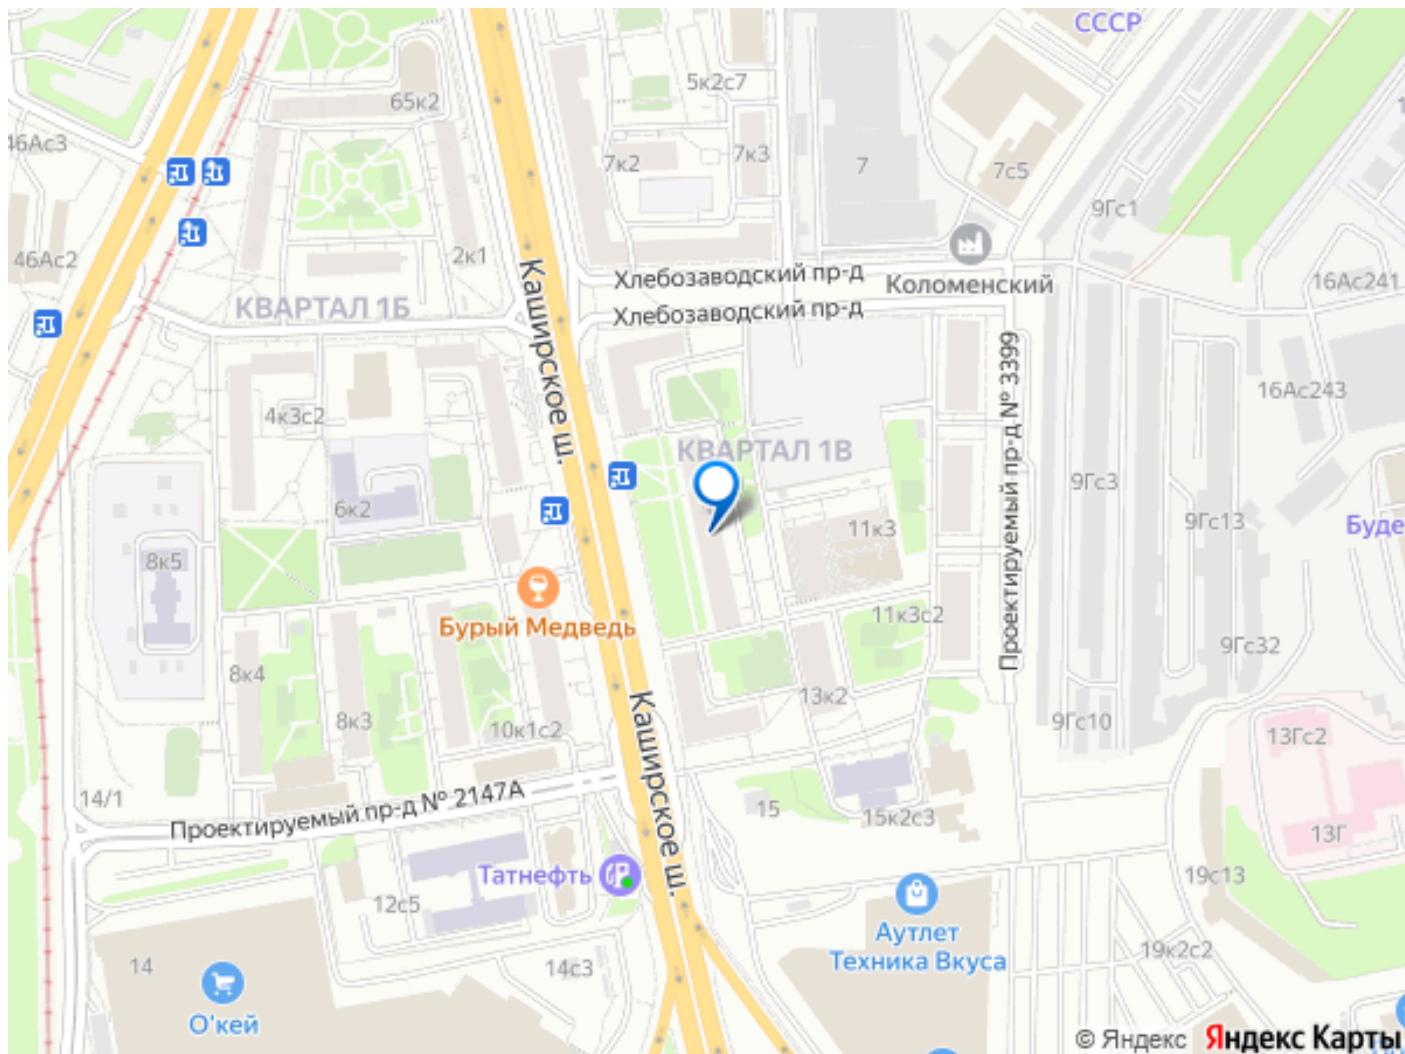 СССР
5к2с7
65к2
46Ас3
7к2
7к3
7
7с5
9Гс1
2к1
46Ас2
Коломенский
Хлебозаводский пр-д
Хлебозаводский пр-д
16Ас241
КВАРТАЛ 1Б
Каширское ш.
Проектируемый пр-д № 3399
16Ас243
4к3с2
КВАРТАЛ 1В
9Гс3
6к2
9Гс13
11к3
Буде
8к5
Бурый Медведь
11к3с2
9Гс32
8к4
13к2
8к3
10к1с2
9Гс10
13Гс2
Каширское ш.
14/1
Проектируемый пр-д № 2147А
15
15к2с3
13Г
Татнефть
12с5
19с13
Аутлет
Техника Вкуса
19к2с2
14
14с3
О'кей
© Яндекс Яндекс Карты